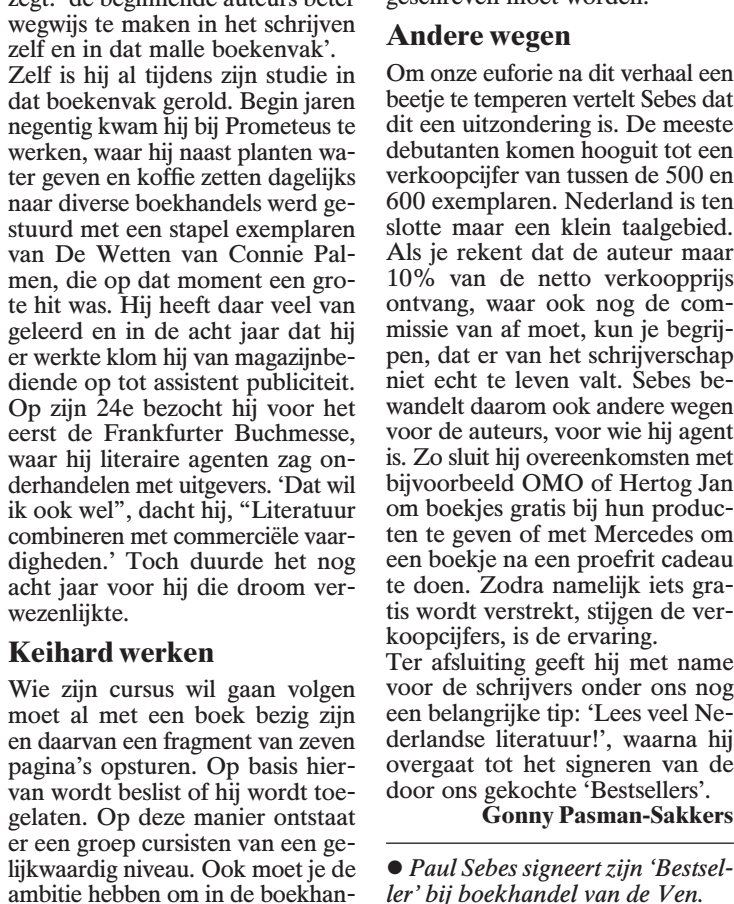 zegt: ‘de beginnende auteurs beter
wegwijs te maken in het schrijven
zelf en in dat malle boekenvak’.
Zelf is hij al tijdens zijn studie in
dat boekenvak gerold. Begin jaren
negentig kwam hij bij Prometeus te
werken, waar hij naast planten wa-
ter geven en koffie zetten dagelijks
naar diverse boekhandels werd ge-
stuurd met een stapel exemplaren
van De Wetten van Connie Pal-
men, die op dat moment een gro-
te hit was. Hij heeft daar veel van
geleerd en in de acht jaar dat hij
er werkte klom hij van magazijnbe-
diende op tot assistent publiciteit.
Op zijn 24e bezocht hij voor het
eerst de Frankfurter Buchmesse,
waar hij literaire agenten zag on-
derhandelen met uitgevers. ‘Dat wil
ik ook wel”, dacht hij, “Literatuur
combineren met commerciële vaar-
digheden.’ Toch duurde het nog
acht jaar voor hij die droom ver-
wezenlijkte.
Keihard werken
Wie zijn cursus wil gaan volgen
moet al met een boek bezig zijn
en daarvan een fragment van zeven
pagina’s opsturen. Op basis hier-
van wordt beslist of hij wordt toe-
gelaten. Op deze manier ontstaat
er een groep cursisten van een ge-
lijkwaardig niveau. Ook moet je de
ambitie hebben om in de boekhan-
geschreven moet worden.
Andere wegen
Om onze euforie na dit verhaal een
beetje te temperen vertelt Sebes dat
dit een uitzondering is. De meeste
debutanten komen hooguit tot een
verkoopcijfer van tussen de 500 en
600 exemplaren. Nederland is ten
slotte maar een klein taalgebied.
Als je rekent dat de auteur maar
10% van de netto verkoopprijs
ontvang, waar ook nog de com-
missie van af moet, kun je begrij-
pen, dat er van het schrijverschap
niet echt te leven valt. Sebes be-
wandelt daarom ook andere wegen
voor de auteurs, voor wie hij agent
is. Zo sluit hij overeenkomsten met
bijvoorbeeld OMO of Hertog Jan
om boekjes gratis bij hun produc-
ten te geven of met Mercedes om
een boekje na een proefrit cadeau
te doen. Zodra namelijk iets gra-
tis wordt verstrekt, stijgen de ver-
koopcijfers, is de ervaring.
Ter afsluiting geeft hij met name
voor de schrijvers onder ons nog
een belangrijke tip: ‘Lees veel Ne-
derlandse literatuur!’, waarna hij
overgaat tot het signeren van de
door ons gekochte ‘Bestsellers’.
Gonny Pasman-Sakkers
● Paul Sebes signeert zijn ‘Bestsel-
ler’ bij boekhandel van de Ven.